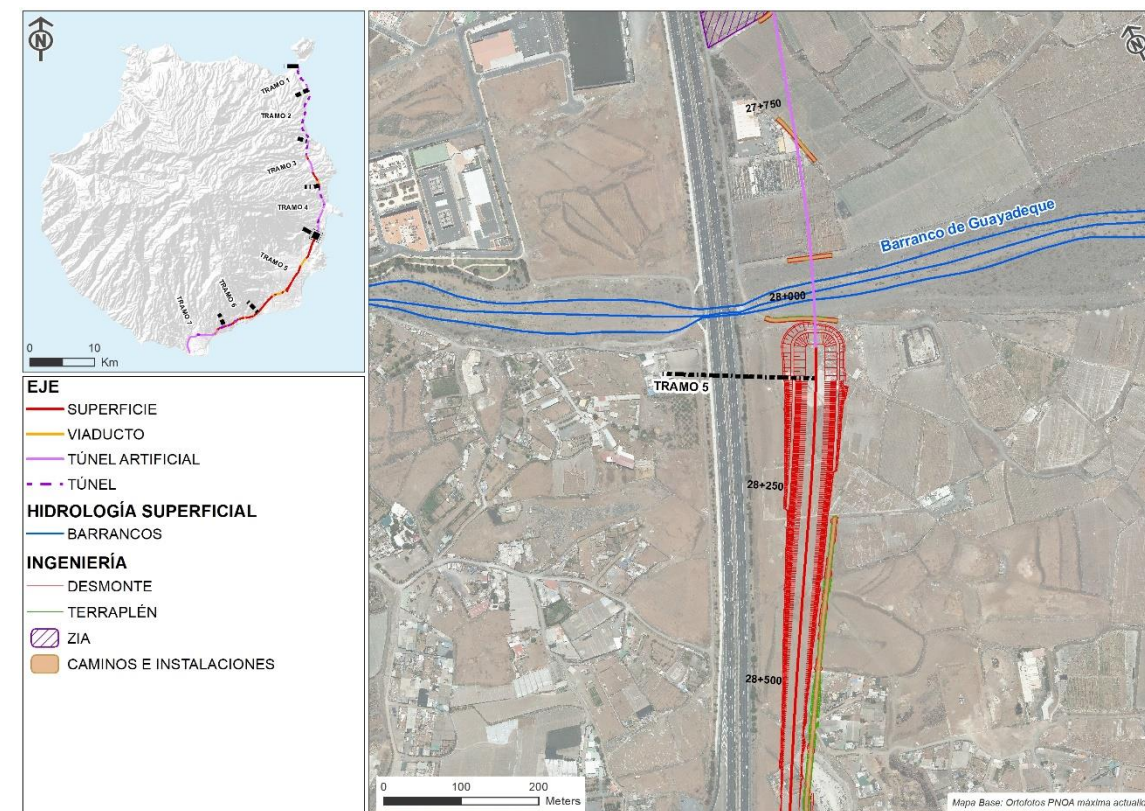 N
TRAMO 1
TRAMO 2
TRAMO 3
TRAMO 4
TRAMO 5
TRAMO 6
TRAMO 7
0 10
Km
EJE
SUPERFICIE
VIADUCTO
TÚNEL ARTIFICIAL
TÚNEL
HIDROLOGÍA SUPERFICIAL
BARRANCOS
INGENIERÍA
DESMONTE
TERRAPLÉN
ZIA
CAMINOS E INSTALACIONES
N
27+750
Barranco de Guayadeque
28+000
TRAMO 5
28+250
28+500
0 100 200
Meters
Mapa Base: Ortofotos PNOA máxima actualid